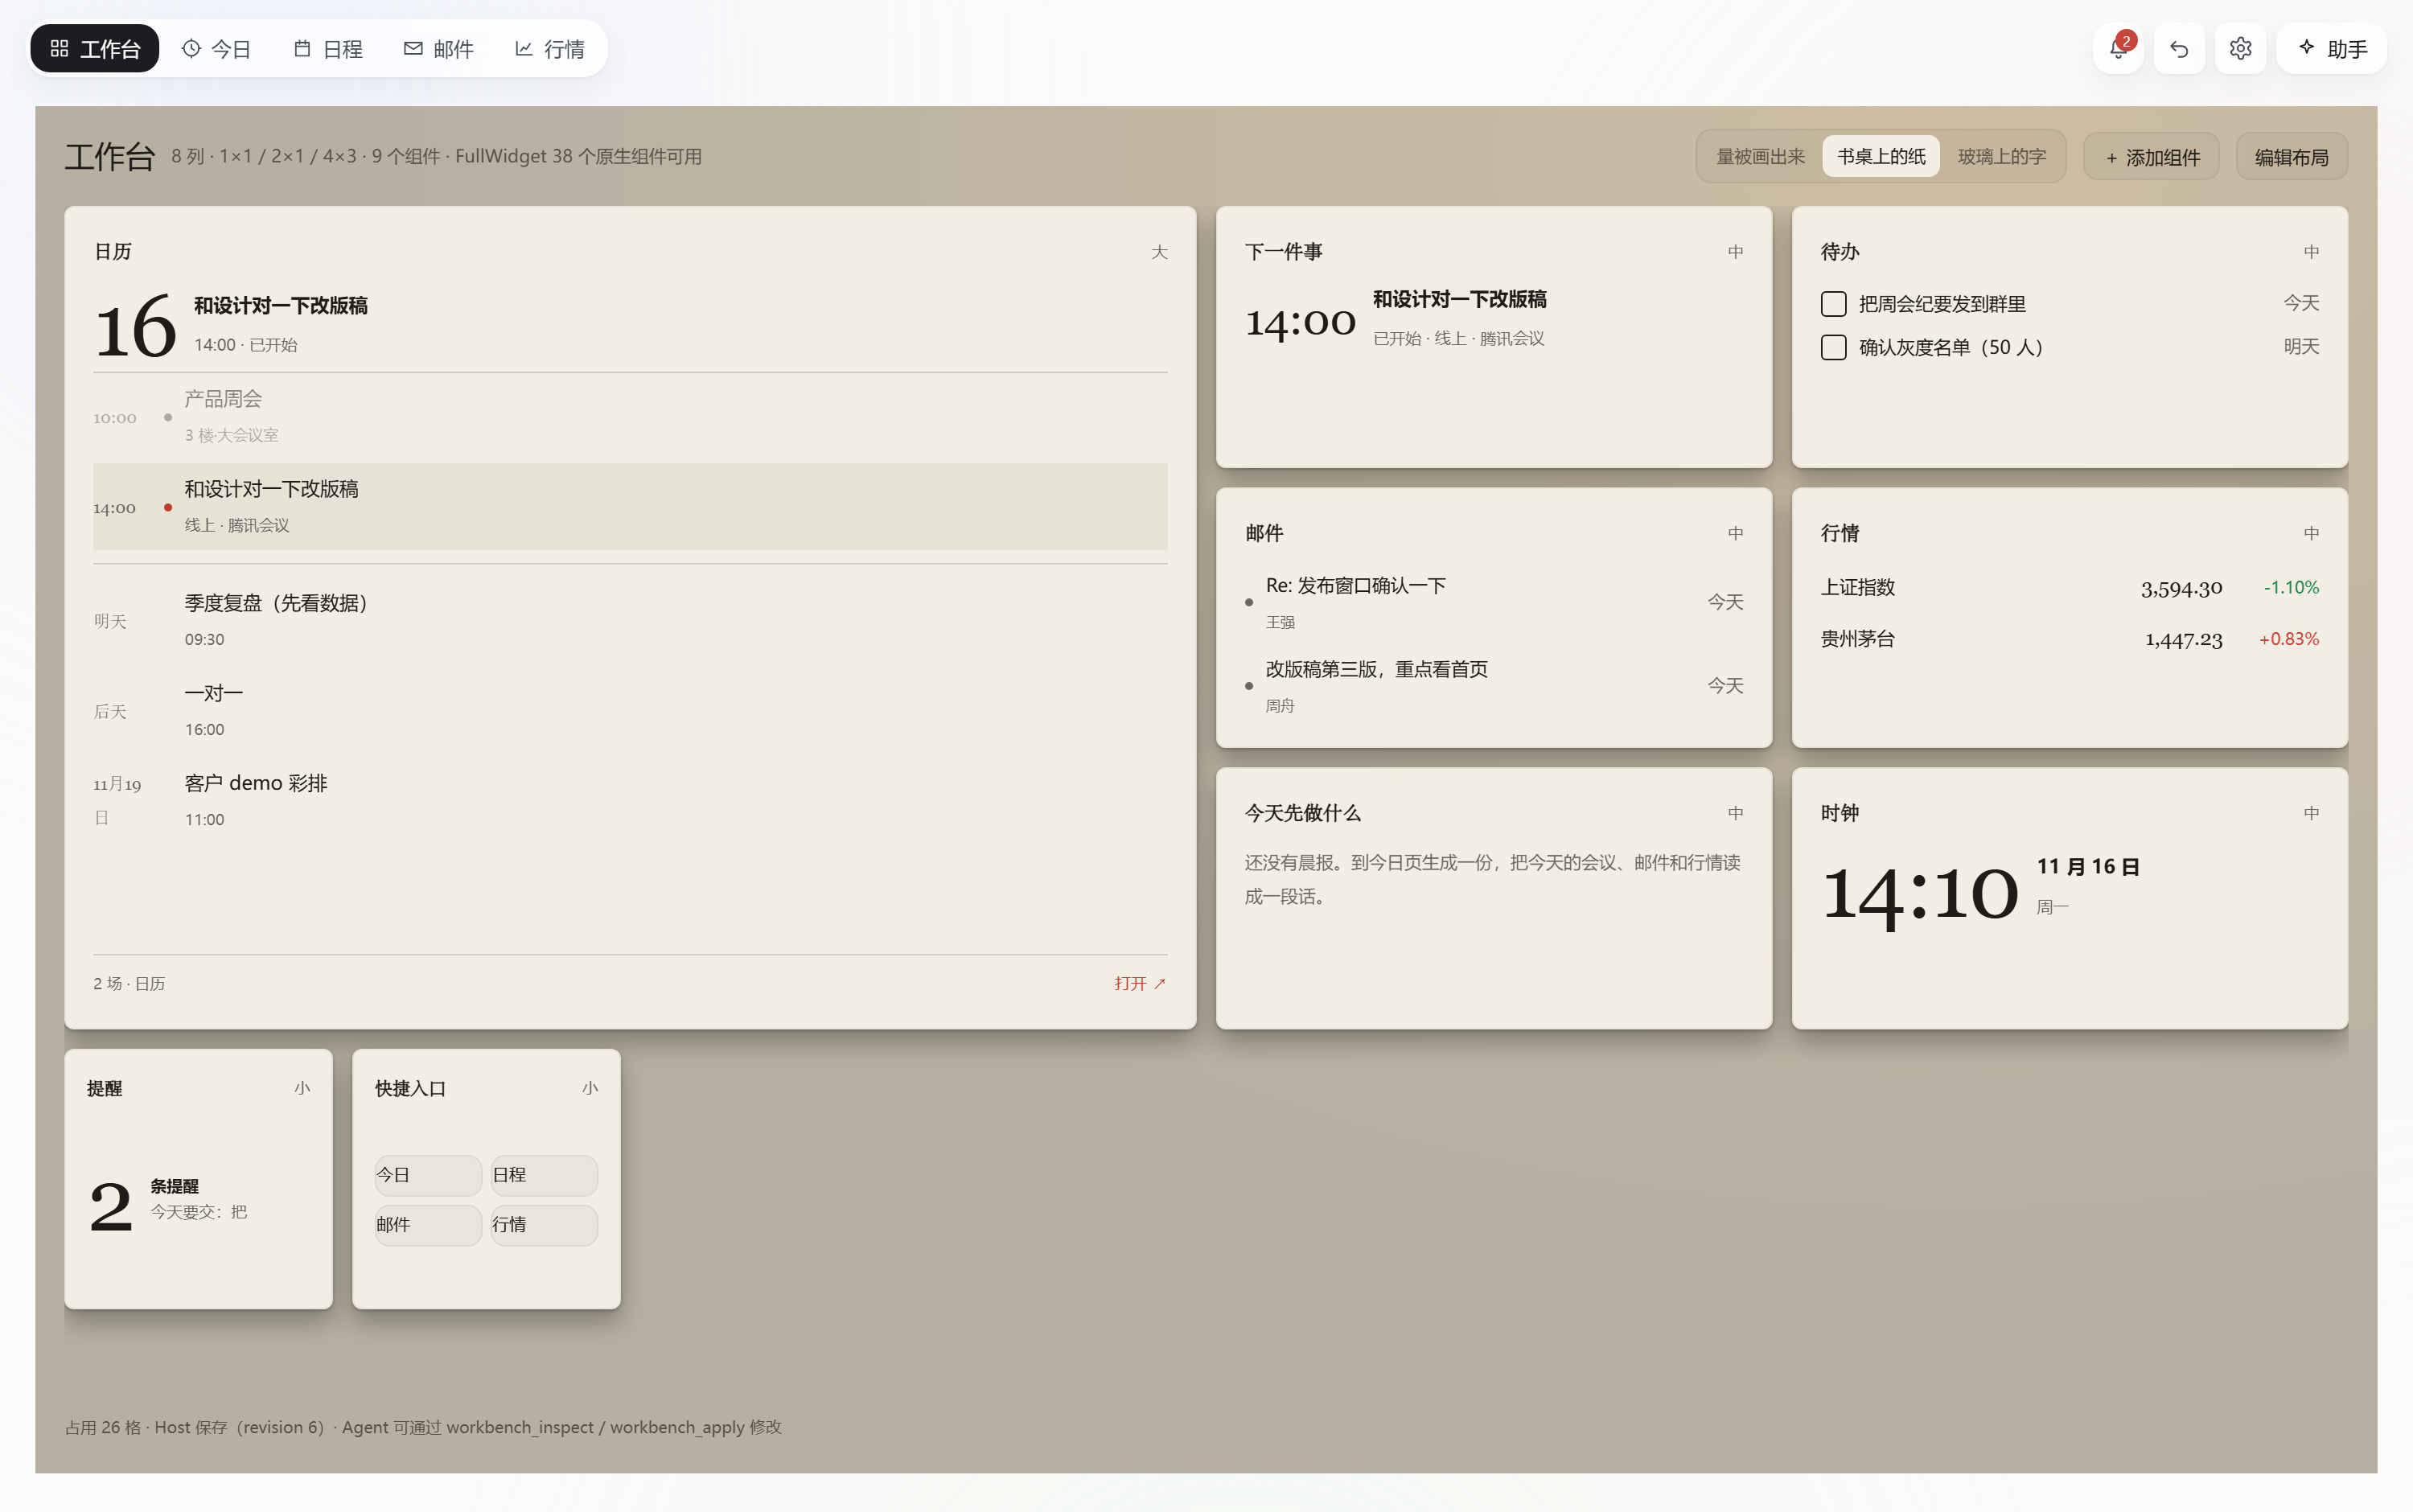 工作台
今日
日程
邮件
行情
2
助手
工作台
8 列 · 1×1 / 2×1 / 4×3 · 9 个组件 · FullWidget 38 个原生组件可用
量被画出来
书桌上的纸
玻璃上的字
+ 添加组件
编辑布局
日历
大
16
和设计对一下改版稿
14:00 · 已开始
10:00
产品周会
3 楼·大会议室
14:00
和设计对一下改版稿
线上 · 腾讯会议
明天
季度复盘（先看数据）
09:30
后天
一对一
16:00
11月19
日
客户 demo 彩排
11:00
2 场 · 日历
打开 ↗
下一件事
中
14:00
和设计对一下改版稿
已开始 · 线上 · 腾讯会议
待办
中
把周会纪要发到群里
今天
确认灰度名单（50 人）
明天
邮件
中
Re: 发布窗口确认一下
王强
今天
改版稿第三版，重点看首页
周舟
今天
行情
中
上证指数
3,594.30
-1.10%
贵州茅台
1,447.23
+0.83%
今天先做什么
中
还没有晨报。到今日页生成一份，把今天的会议、邮件和行情读
成一段话。
时钟
中
14:10
11 月 16 日
周一
提醒
小
2
条提醒
今天要交：把
快捷入口
小
今日
日程
邮件
行情
占用 26 格 · Host 保存（revision 6）· Agent 可通过 workbench_inspect / workbench_apply 修改